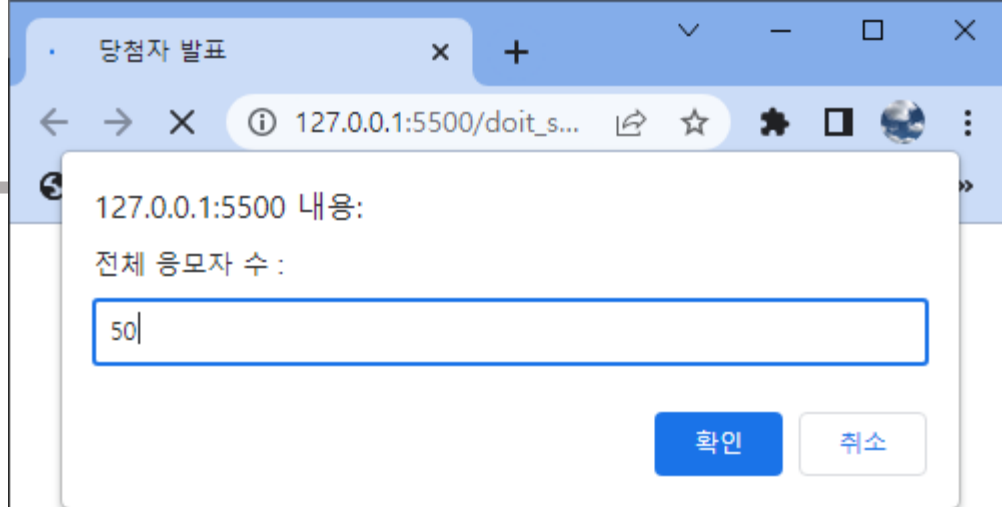 당첨자 발표
127.0.0.1:5500/doit_s...
127.0.0.1:5500 내용:
전체 응모자 수 :
50
확인 취소